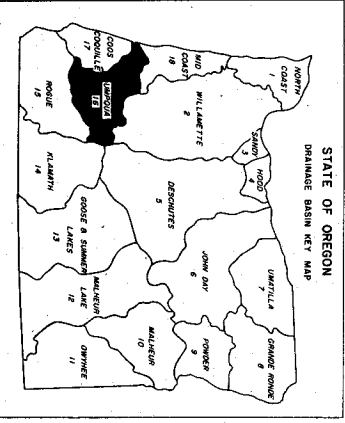 STATE OF OREGON
DRAINAGE BASIN KEY MAP
NORTH
COAST
1
SANDY
3
HOOD
4
UMATILLA
7
GRANDE RONDE
8
WILLAMETTE
2
MID
COAST
18
DESCHUTES
5
JOHN DAY
6
POWDER
9
UMPQUA
16
COOS
COQUILLE
17
MALHEUR
10
ROGUE
15
KLAMATH
14
GOOSE & SUMMER
LAKES
13
MALHEUR
LAKE
12
OWYHEE
11